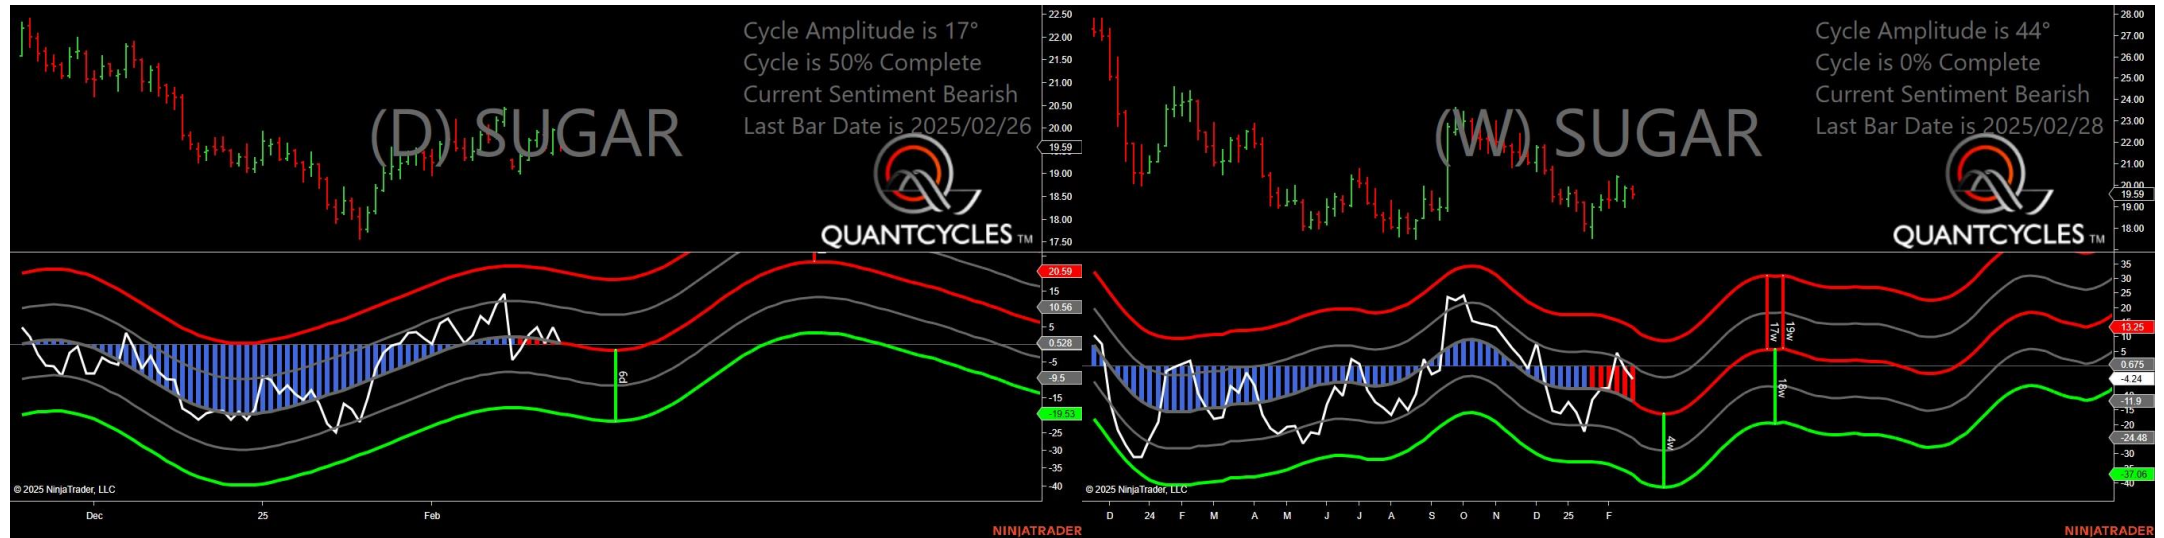 Cycle Amplitude is 17°
Cycle is 50% Complete
Current Sentiment Bearish
Last Bar Date is 2025/02/26
(D) SUGAR
QUANTCYCLES TM
22.50
22.00
21.50
21.00
20.50
20.00
19.59
19.00
18.50
18.00
17.50
20.59
15
10.56
5
0.528
-5
-9.5
-15
-19.53
-25
-30
-35
-40
6d
© 2025 NinjaTrader, LLC
Dec
25
Feb
NINJATRADER
Cycle Amplitude is 44°
Cycle is 0% Complete
Current Sentiment Bearish
Last Bar Date is 2025/02/28
(W) SUGAR
QUANTCYCLES TM
28.00
27.00
26.00
25.00
24.00
23.00
22.00
21.00
20.00
19.59
19.00
18.00
35
30
25
20
13.25
10
5
0.675
-4.24
-11.9
-15
-20
-24.48
-30
-37.06
-40
17w
19w
18w
4w
© 2025 NinjaTrader, LLC
D
24
F
M
A
M
J
J
A
S
O
N
D
25
F
NINJATRADER